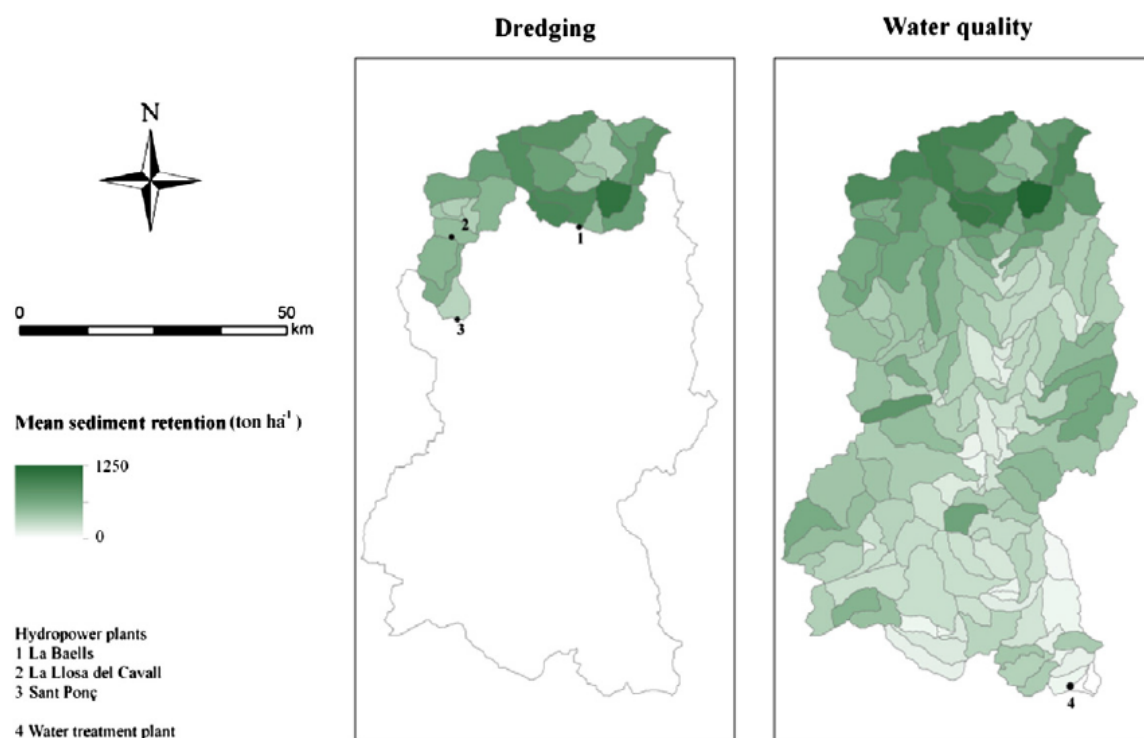 Dredging
Water quality
N
0 50
km
Mean sediment retention (ton ha⁻¹)
1250
0
Hydropower plants
1 La Baells
2 La Llosa del Cavall
3 Sant Ponç
4 Water treatment plant
1
2
3
4